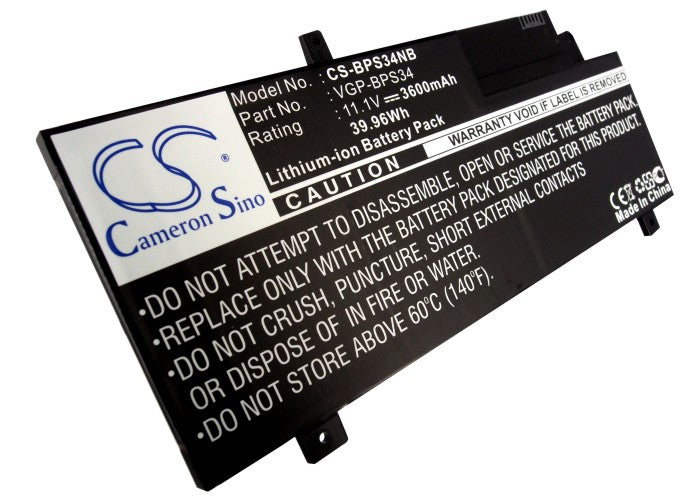 CS®
Cameron Sino
Model No.: CS-BPS34NB
Part No.: VGP-BPS34
Rating : 11.1V 3600mAh
39.96Wh
Lithium-ion Battery Pack
CAUTION
WARRANTY VOID IF LABEL IS REMOVED
•DO NOT ATTEMPT TO DISASSEMBLE, OPEN OR SERVICE BATTERY
•REPLACE ONLY WITH THE BATTERY PACK DESIGNATED FOR THIS PRODUCT.
•DO NOT CRUSH, PUNCTURE, SHORT EXTERNAL CONTACTS
OR DISPOSE OF IN FIRE OR WATER.
•DO NOT STORE ABOVE 60°C (140°F)
CE
Made In China